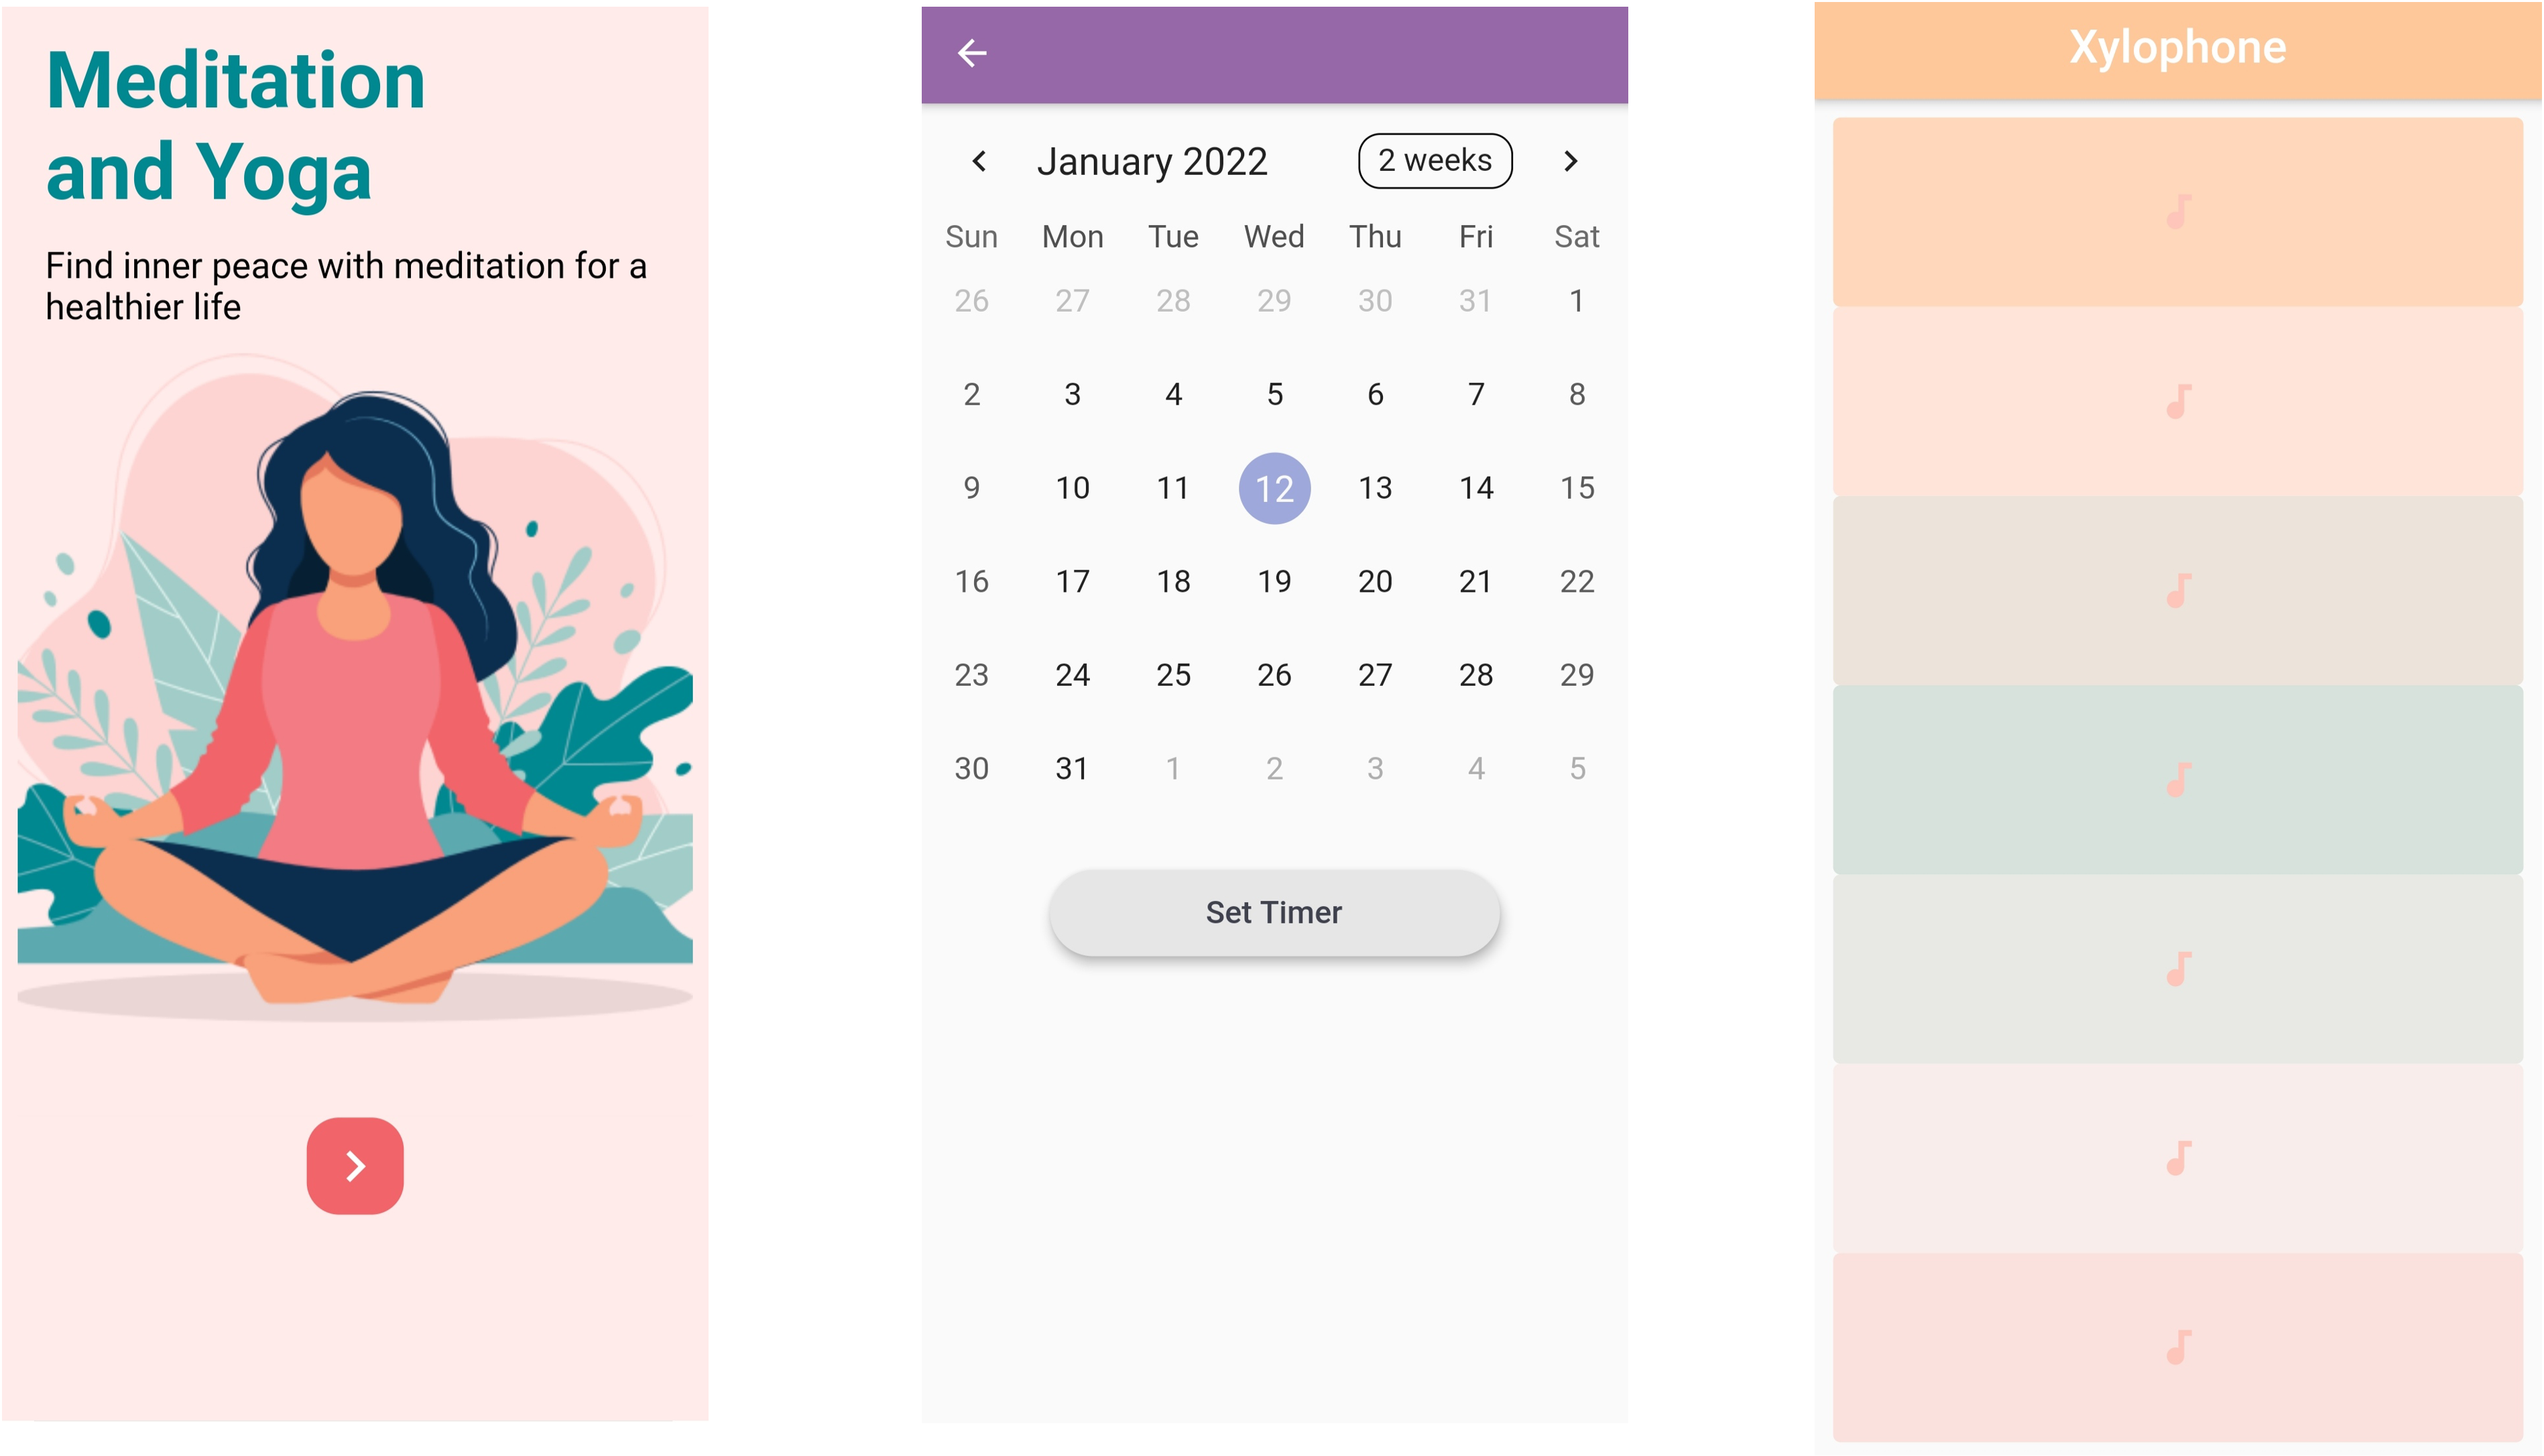 Meditation
and Yoga
Find inner peace with meditation for a
healthier life
January 2022
2 weeks
Sun Mon Tue Wed Thu Fri Sat
26 27 28 29 30 31 1
2 3 4 5 6 7 8
9 10 11 12 13 14 15
16 17 18 19 20 21 22
23 24 25 26 27 28 29
30 31 1 2 3 4 5
Set Timer
Xylophone